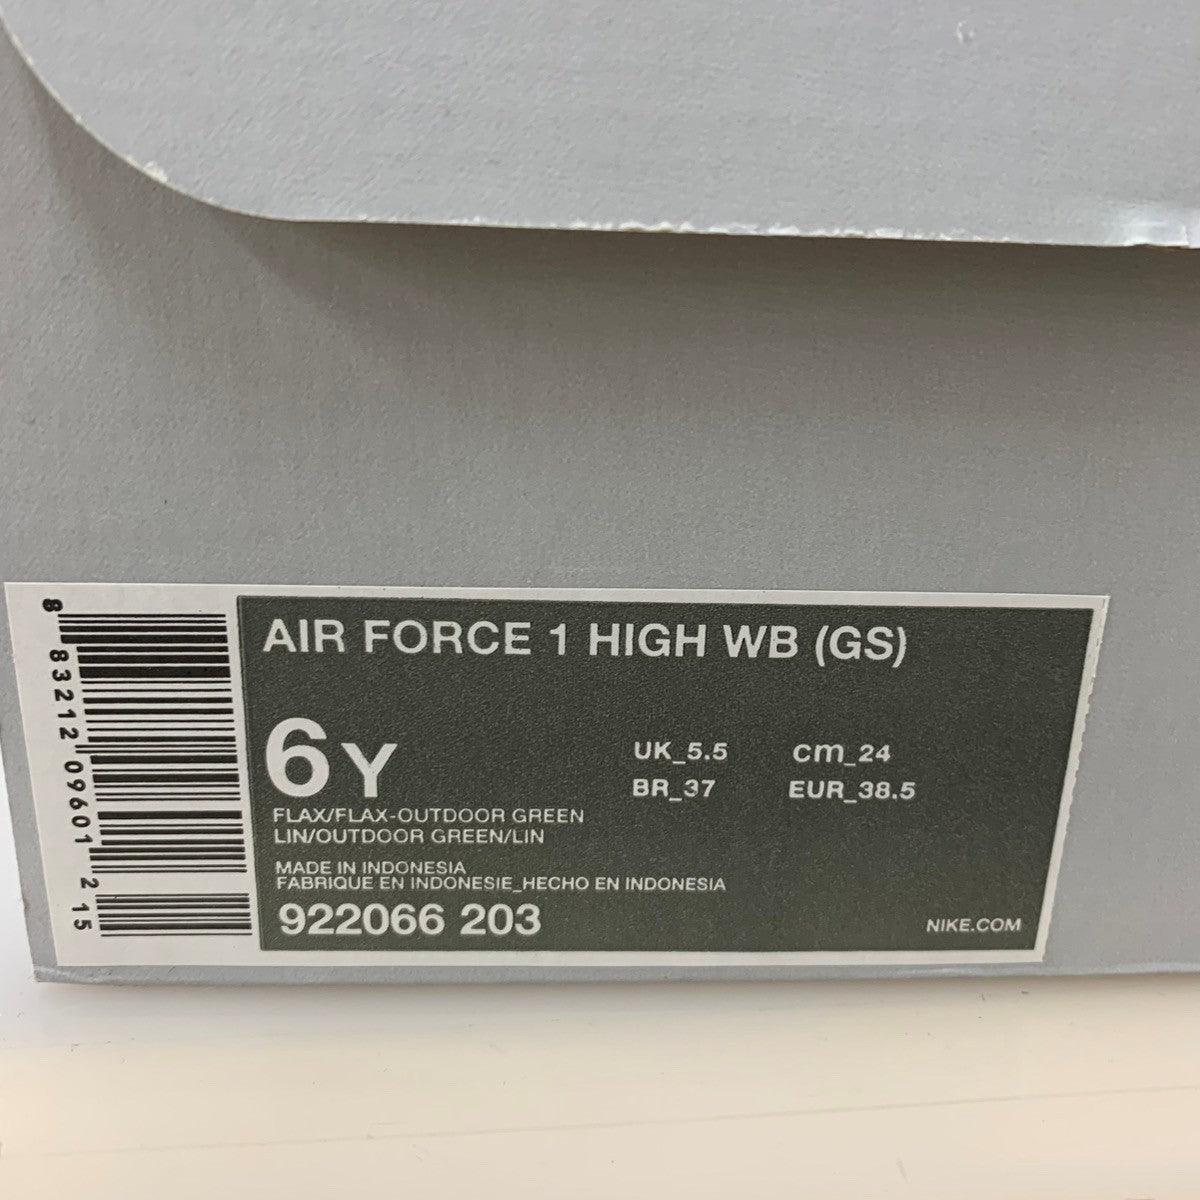 AIR FORCE 1 HIGH WB (GS)
6Y
UK_5.5 cm_24
BR_37 EUR_38.5
FLAX/FLAX-OUTDOOR GREEN
LIN/OUTDOOR GREEN/LIN
MADE IN INDONESIA
FABRIQUE EN INDONESIE_HECHO EN INDONESIA
922066 203
NIKE.COM
8 83212 09601 2 15